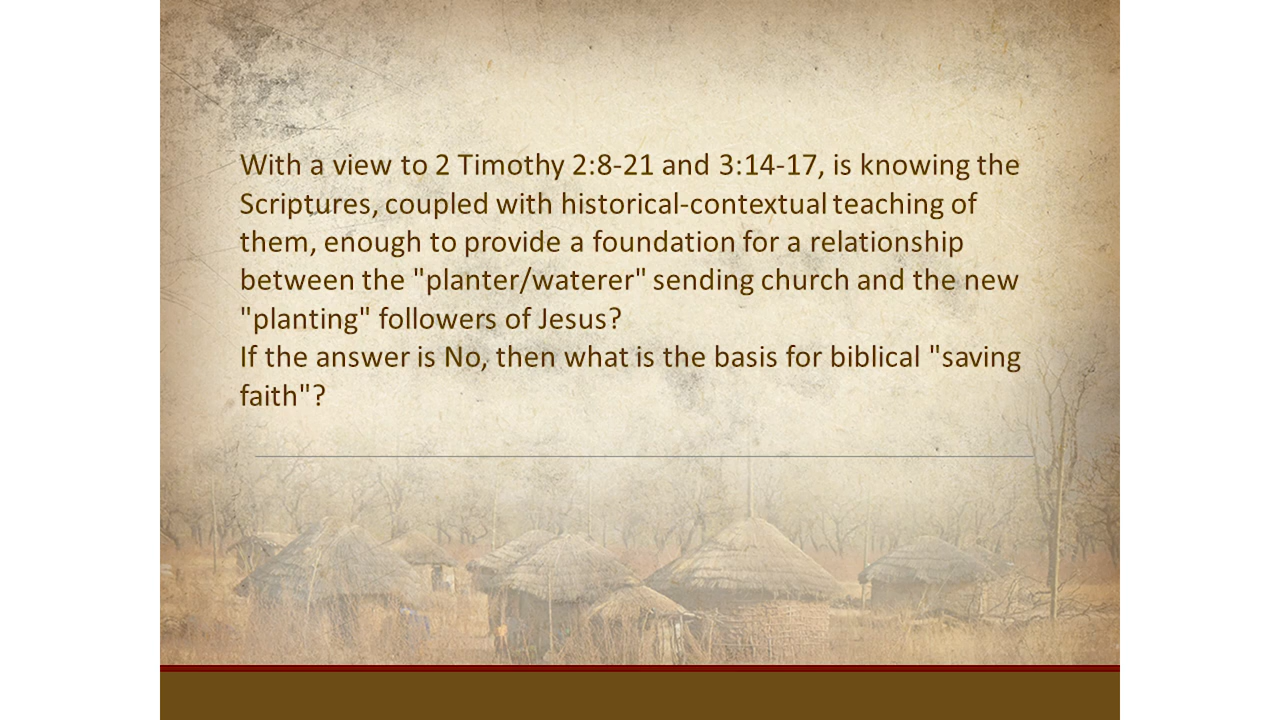 With a view to 2 Timothy 2:8-21 and 3:14-17, is knowing the
Scriptures, coupled with historical-contextual teaching of
them, enough to provide a foundation for a relationship
between the "planter/waterer" sending church and the new
"planting" followers of Jesus?
If the answer is No, then what is the basis for biblical "saving
faith"?